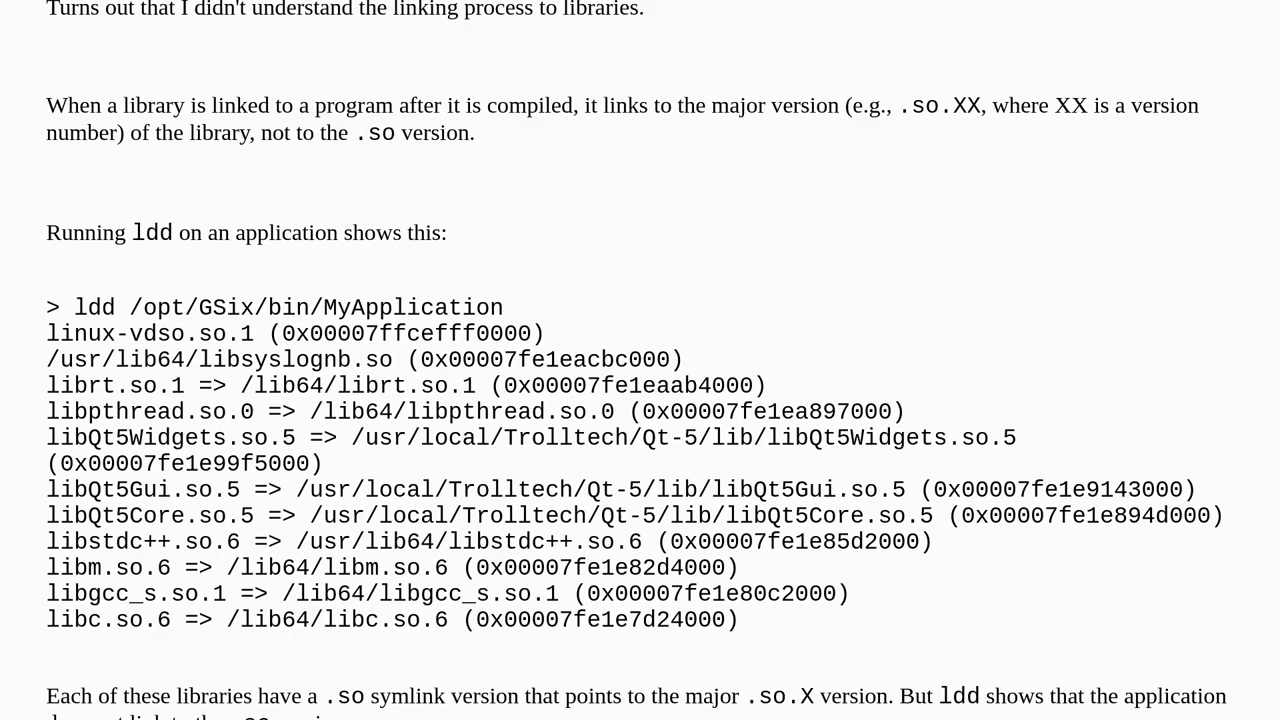 Turns out that I didn't understand the linking process to libraries.
When a library is linked to a program after it is compiled, it links to the major version (e.g., .so.XX, where XX is a version
number) of the library, not to the .so version.
Running ldd on an application shows this:
> ldd /opt/GSix/bin/MyApplication
linux-vdso.so.1 (0x00007ffcefff0000)
/usr/lib64/libsyslognb.so (0x00007fe1eacbc000)
librt.so.1 => /lib64/librt.so.1 (0x00007fe1eaab4000)
libpthread.so.0 => /lib64/libpthread.so.0 (0x00007fe1ea897000)
libQt5Widgets.so.5 => /usr/local/Trolltech/Qt-5/lib/libQt5Widgets.so.5
(0x00007fe1e99f5000)
libQt5Gui.so.5 => /usr/local/Trolltech/Qt-5/lib/libQt5Gui.so.5 (0x00007fe1e9143000)
libQt5Core.so.5 => /usr/local/Trolltech/Qt-5/lib/libQt5Core.so.5 (0x00007fe1e894d000)
libstdc++.so.6 => /usr/lib64/libstdc++.so.6 (0x00007fe1e85d2000)
libm.so.6 => /lib64/libm.so.6 (0x00007fe1e82d4000)
libgcc_s.so.1 => /lib64/libgcc_s.so.1 (0x00007fe1e80c2000)
libc.so.6 => /lib64/libc.so.6 (0x00007fe1e7d24000)
Each of these libraries have a .so symlink version that points to the major .so.X version. But ldd shows that the application